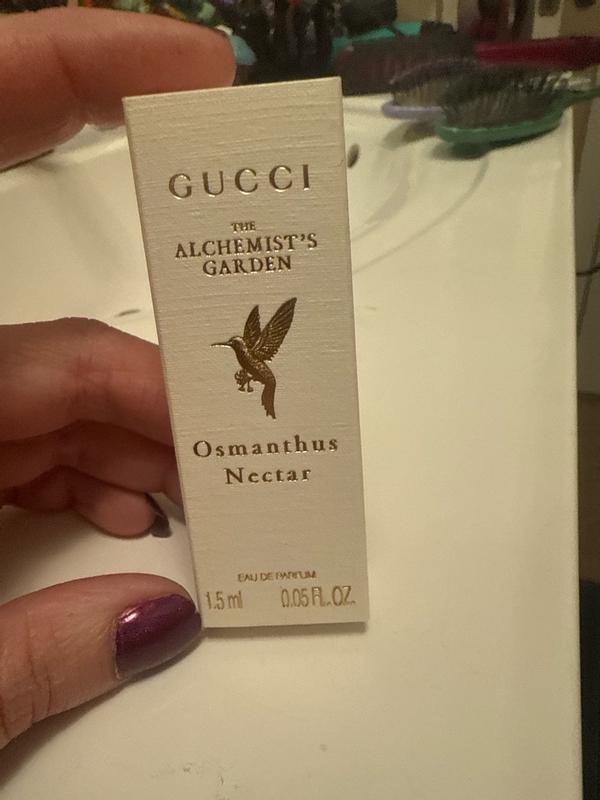 GUCCI
THE
ALCHEMIST'S
GARDEN
Osmanthus
Nectar
EAU DE PARFUM
1.5 ml 0.05 FL.OZ.